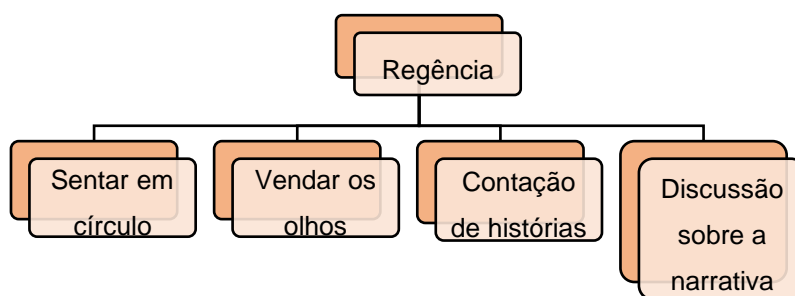 Regência
Sentar em
círculo
Vendar os
olhos
Contação
de histórias
Discussão
sobre a
narrativa